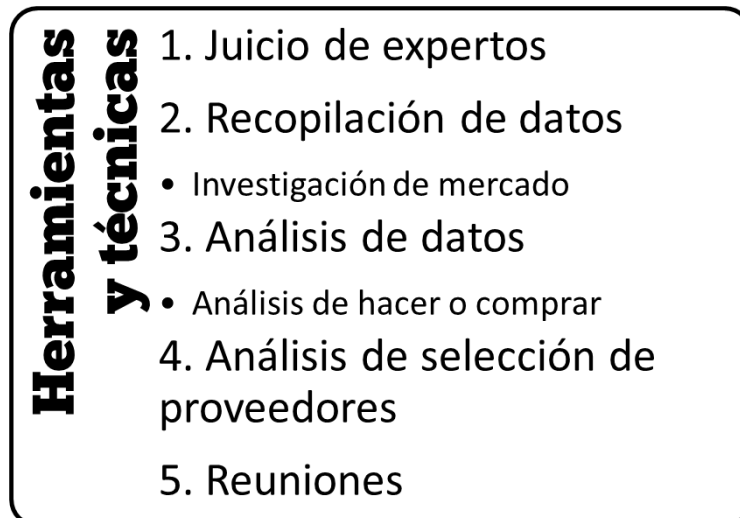 Herramientas
y técnicas
1. Juicio de expertos
2. Recopilación de datos
• Investigación de mercado
3. Análisis de datos
• Análisis de hacer o comprar
4. Análisis de selección de
proveedores
5. Reuniones